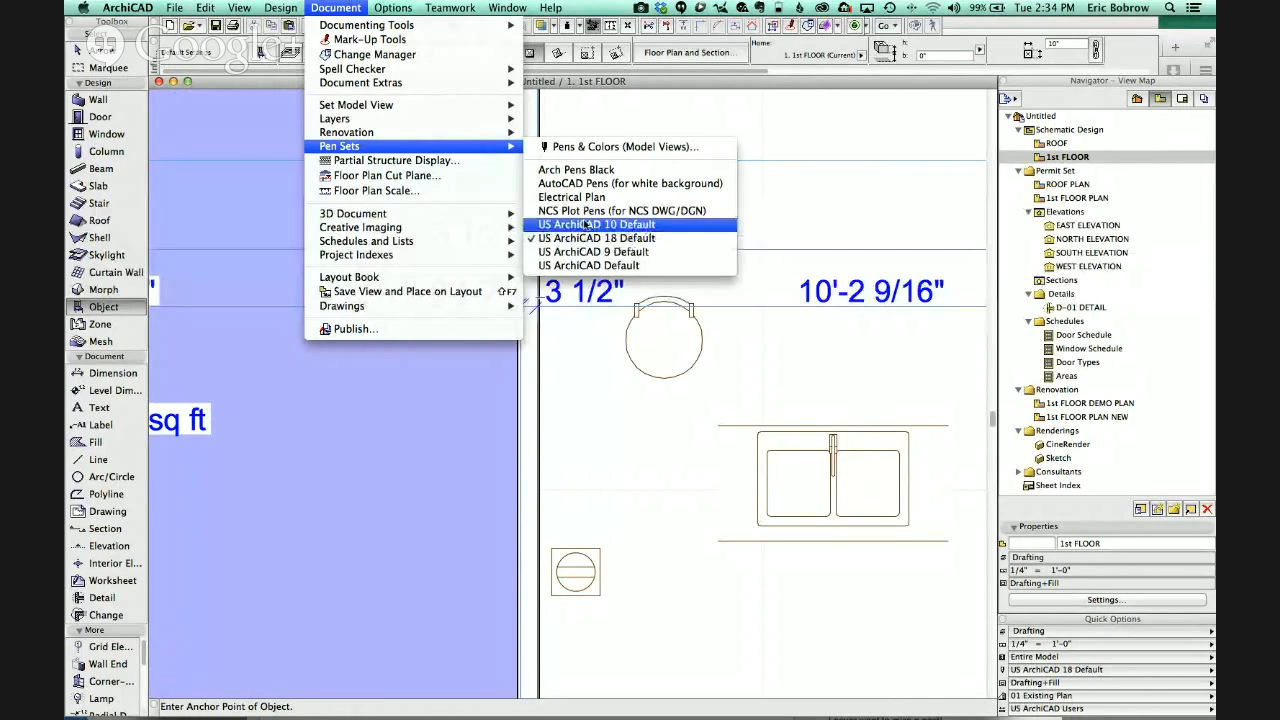 ArchiCAD File Edit View Design Document Options Teamwork Window Help 99% Tue 2:34 PM Eric Bobrow
Toolbox
Select
Arrow
Marquee
Design
Wall
Door
Window
Column
Beam
Slab
Stair
Roof
Shell
Skylight
Curtain Wall
Morph
Object
Zone
Mesh
Document
Dimension
Level Dim...
Text
Label
Fill
Line
Arc/Circle
Polyline
Drawing
Section
Elevation
Interior El...
Worksheet
Detail
Change
More
Grid Ele...
Wall End
Corner-...
Lamp
Radial D...
Google
Default Settings
Documenting Tools
Mark-Up Tools
Change Manager
Spell Checker
Document Extras
Set Model View
Layers
Renovation
Pen Sets
Partial Structure Display...
Floor Plan Cut Plane...
Floor Plan Scale...
3D Document
Creative Imaging
Schedules and Lists
Project Indexes
Layout Book
Save View and Place on Layout ⇧F7
Drawings
Publish...
Pens & Colors (Model Views)...
Arch Pens Black
AutoCAD Pens (for white background)
Electrical Plan
NCS Plot Pens (for NCS DWG/DGN)
US ArchiCAD 10 Default
✓ US ArchiCAD 18 Default
US ArchiCAD 9 Default
US ArchiCAD Default
Go
Floor Plan and Section...
Home:
1. 1st FLOOR (Current)
h:
0"
10"
Untitled / 1. 1st FLOOR
"
3 1/2"
10'-2 9/16"
sq ft
Enter Anchor Point of Object.
Navigator - View Map
Untitled
Schematic Design
ROOF
1st FLOOR
Permit Set
ROOF PLAN
1st FLOOR PLAN
Elevations
EAST ELEVATION
NORTH ELEVATION
SOUTH ELEVATION
WEST ELEVATION
Sections
Details
D-01 DETAIL
Schedules
Door Schedule
Window Schedule
Door Types
Areas
Renovation
1st FLOOR DEMO PLAN
1st FLOOR PLAN NEW
Renderings
CineRender
Sketch
Consultants
Sheet Index
Properties
1st FLOOR
Drafting
1/4" = 1'-0"
Drafting+Fill
Settings...
Quick Options
Drafting
1/4" = 1'-0"
Entire Model
US ArchiCAD 18 Default
Drafting+Fill
01 Existing Plan
US ArchiCAD Users